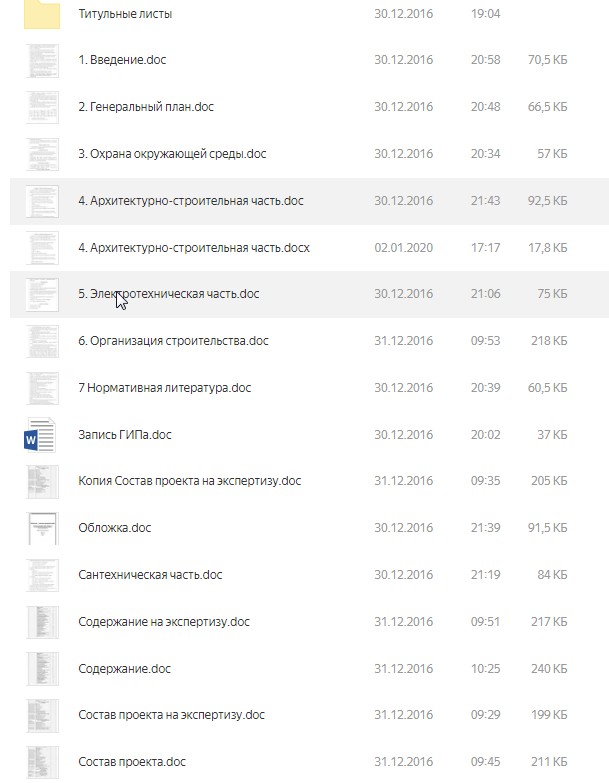 Титульные листы 30.12.2016 19:04
1. Введение.doc 30.12.2016 20:58 70,5 КБ
2. Генеральный план.doc 30.12.2016 20:48 66,5 КБ
3. Охрана окружающей среды.doc 30.12.2016 20:34 57 КБ
4. Архитектурно-строительная часть.doc 30.12.2016 21:43 92,5 КБ
4. Архитектурно-строительная часть.docx 02.01.2020 17:17 17,8 КБ
5. Электротехническая часть.doc 30.12.2016 21:06 75 КБ
6. Организация строительства.doc 31.12.2016 09:53 218 КБ
7 Нормативная литература.doc 30.12.2016 20:39 60,5 КБ
W Запись ГИПа.doc 30.12.2016 20:02 37 КБ
Копия Состав проекта на экспертизу.doc 31.12.2016 09:35 205 КБ
Обложка.doc 30.12.2016 21:39 91,5 КБ
Сантехническая часть.doc 30.12.2016 21:19 84 КБ
Содержание на экспертизу.doc 31.12.2016 09:51 217 КБ
Содержание.doc 31.12.2016 10:25 240 КБ
Состав проекта на экспертизу.doc 31.12.2016 09:29 199 КБ
Состав проекта.doc 31.12.2016 09:45 211 КБ